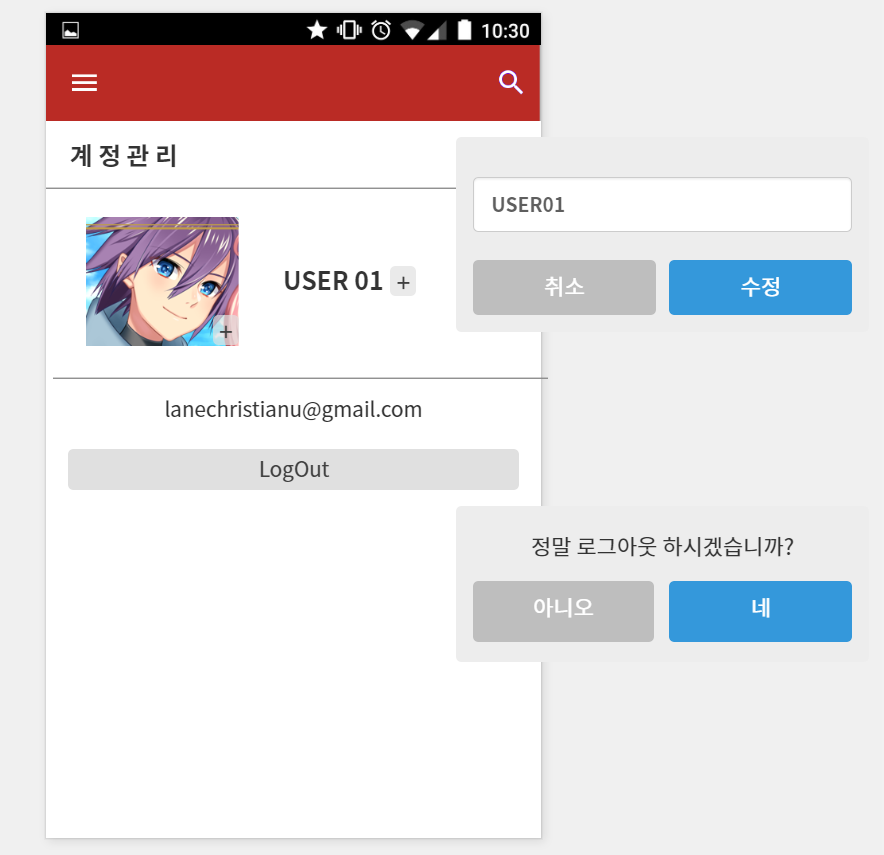 10:30
계정관리
USER 01 +
+
lanechristianu@gmail.com
LogOut
USER01
취소 수정
정말 로그아웃 하시겠습니까?
아니오 네